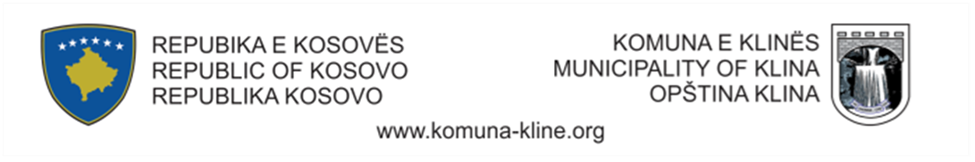 REPUBIKA E KOSOVËS
REPUBLIC OF KOSOVO
REPUBLIKA KOSOVO
KOMUNA E KLINËS
MUNICIPALITY OF KLINA
OPŠTINA KLINA
www.komuna-kline.org